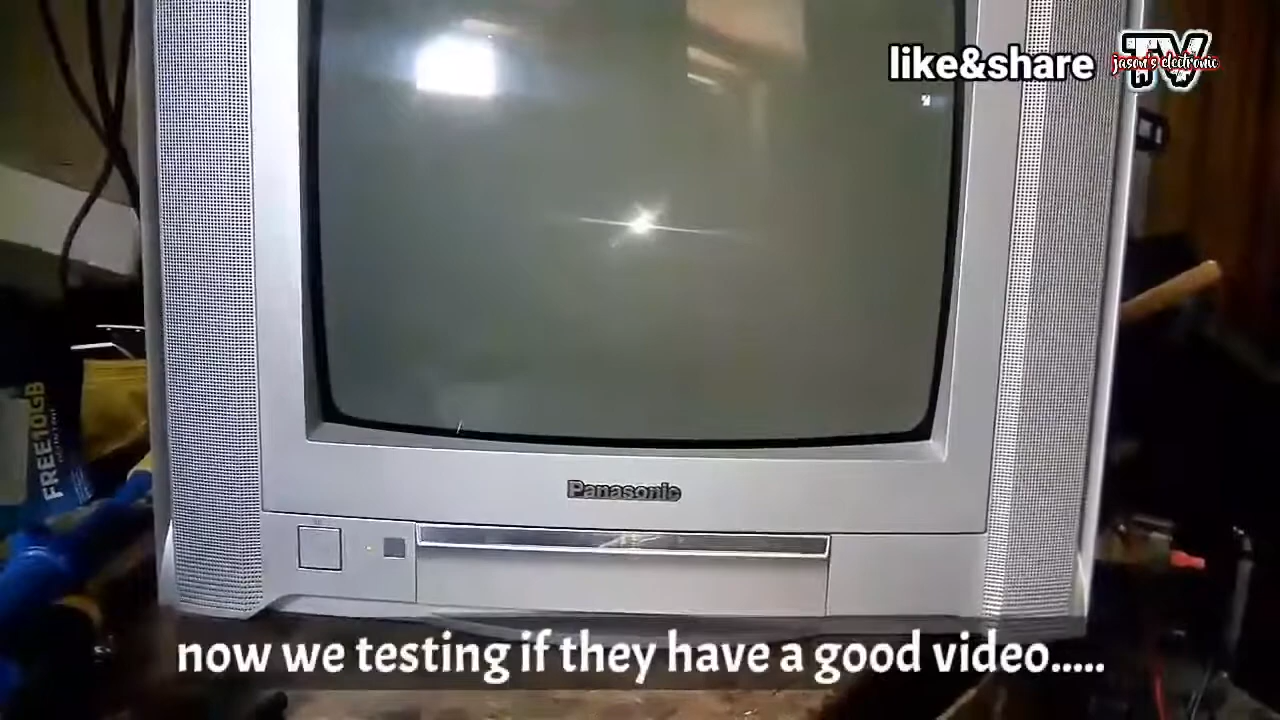 like&share
TV
jason's electronic
FREE10GB
Panasonic
now we testing if they have a good video.....